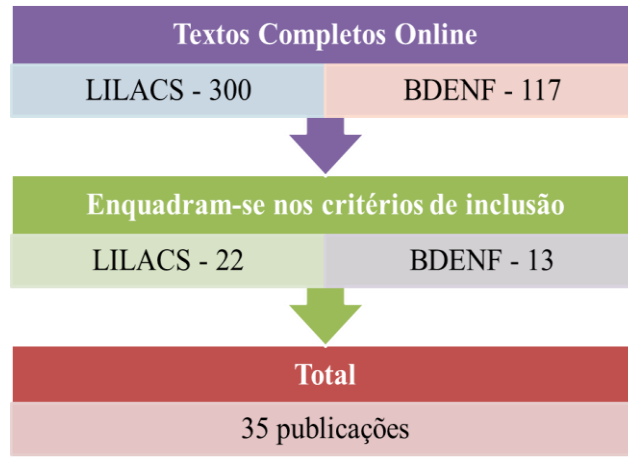 Textos Completos Online
LILACS - 300 BDENF - 117
Enquadram-se nos critérios de inclusão
LILACS - 22 BDENF - 13
Total
35 publicações